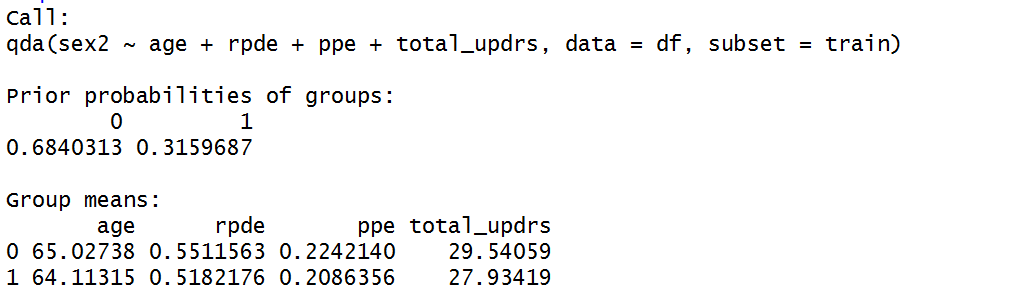 Call:
qda(sex2 ~ age + rpde + ppe + total_updrs, data = df, subset = train)
Prior probabilities of groups:
0 1
0.6840313 0.3159687
Group means:
age rpde ppe total_updrs
0 65.02738 0.5511563 0.2242140 29.54059
1 64.11315 0.5182176 0.2086356 27.93419